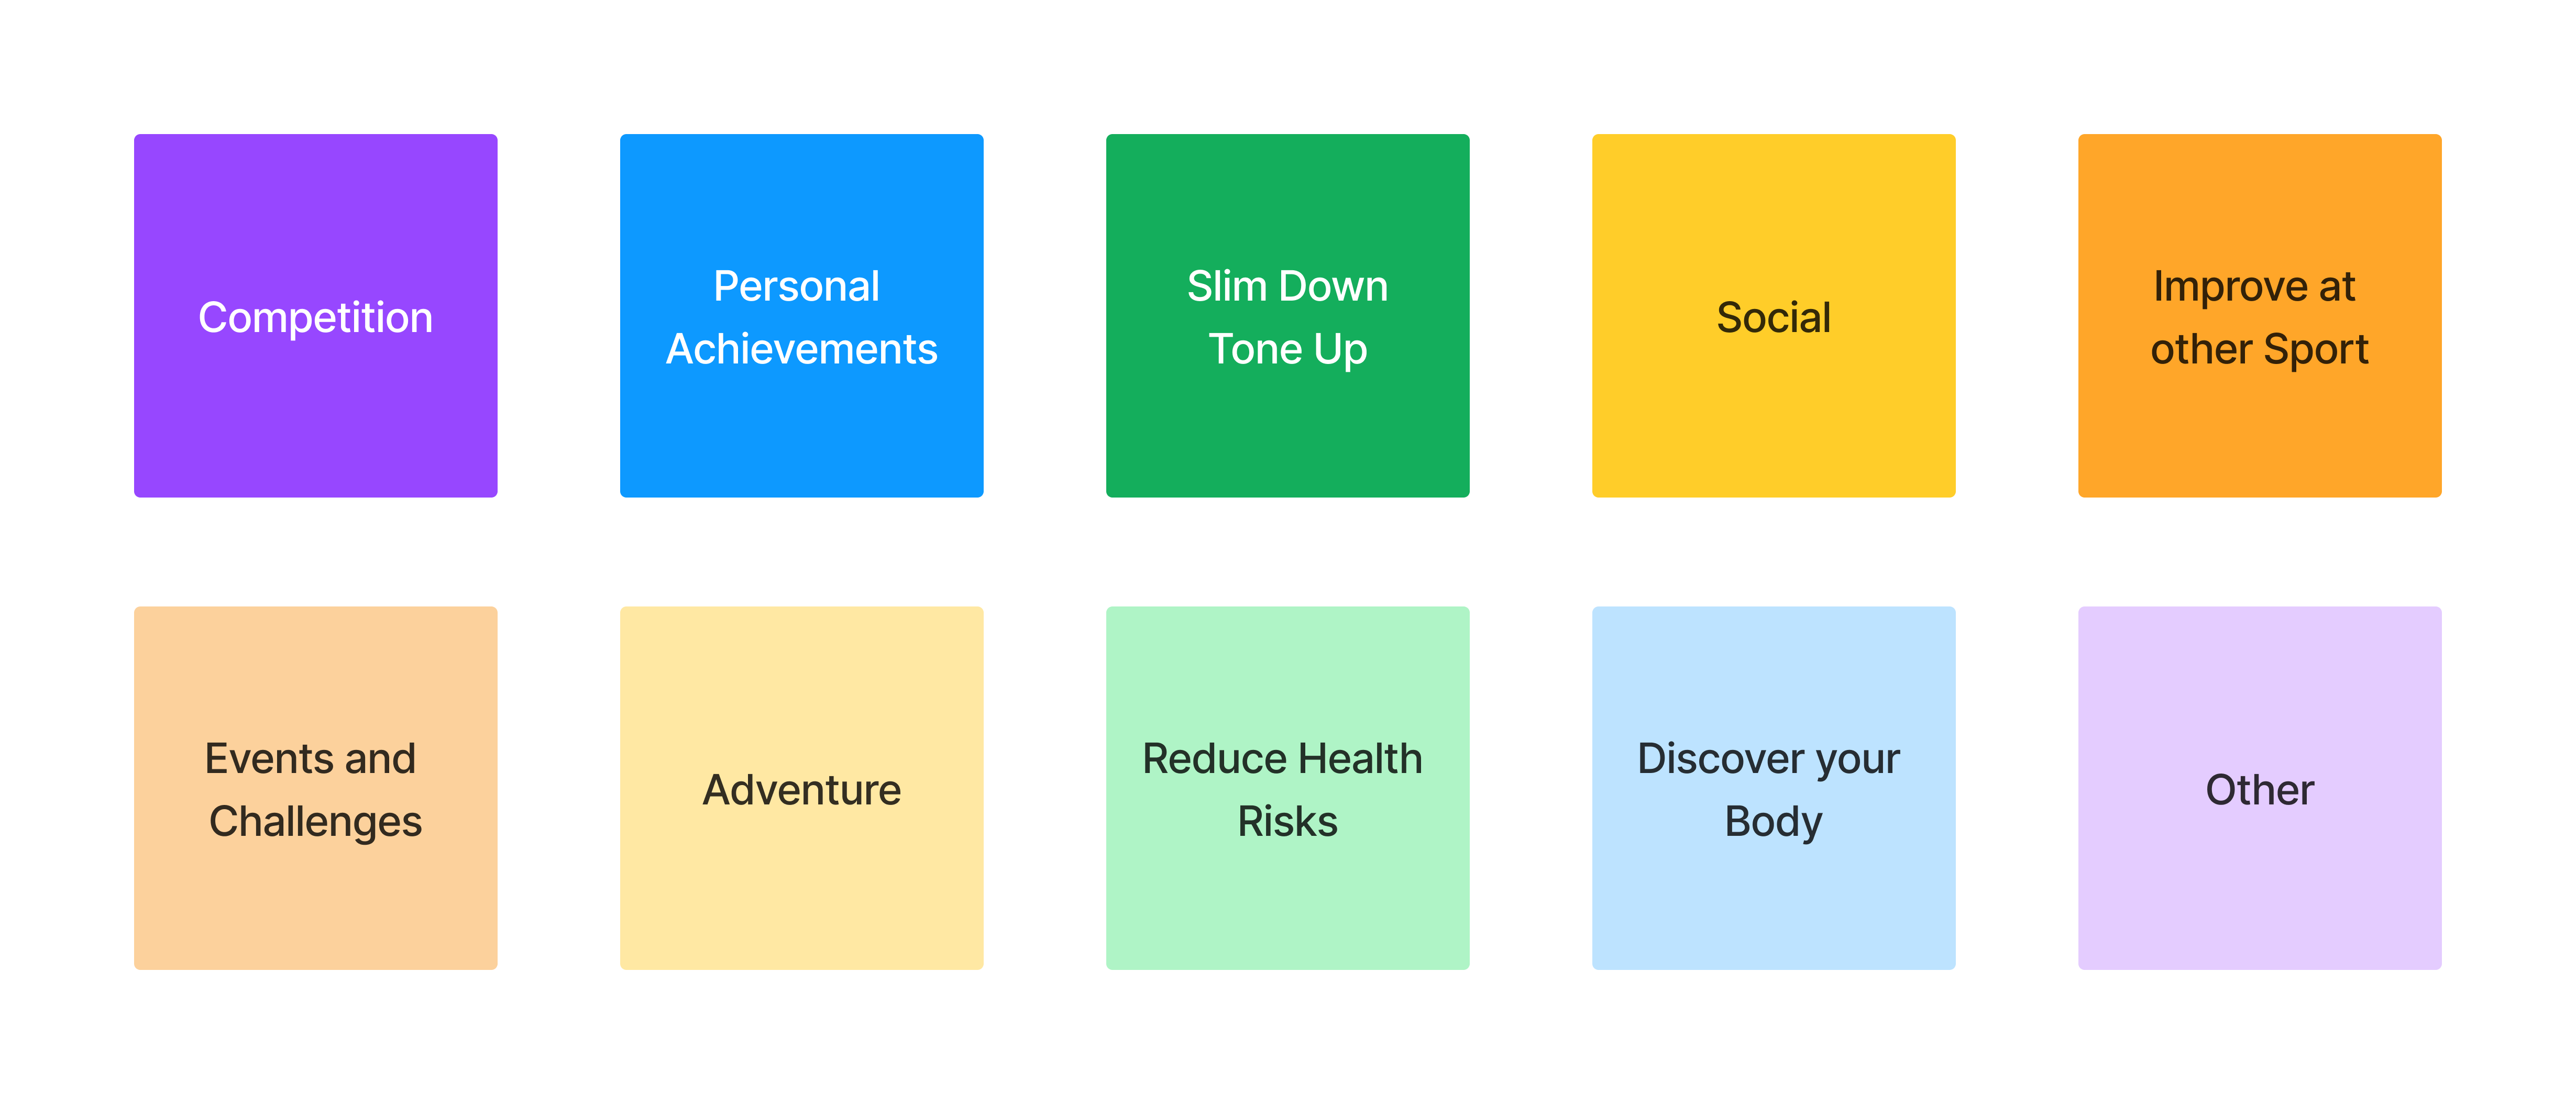 Competition
Personal
Achievements
Slim Down
Tone Up
Social
Improve at
other Sport
Events and
Challenges
Adventure
Reduce Health
Risks
Discover your
Body
Other